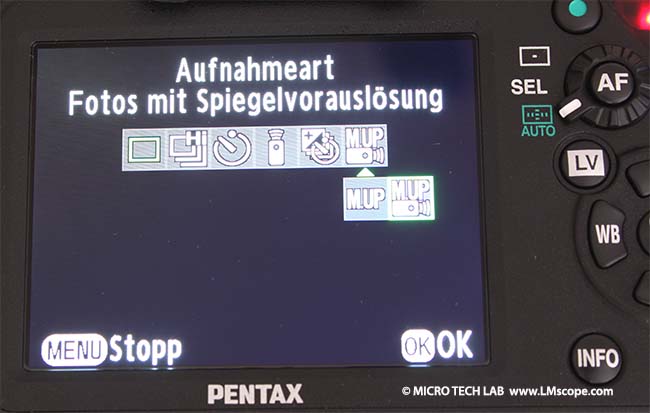 Aufnahmeart
Fotos mit Spiegelvorauslösung
Hi M.UP
M.UP M.UP
MENU Stopp OK OK
PENTAX
SEL
AUTO
AF
LV
WB
INFO
© MICRO TECH LAB www.LMscope.com